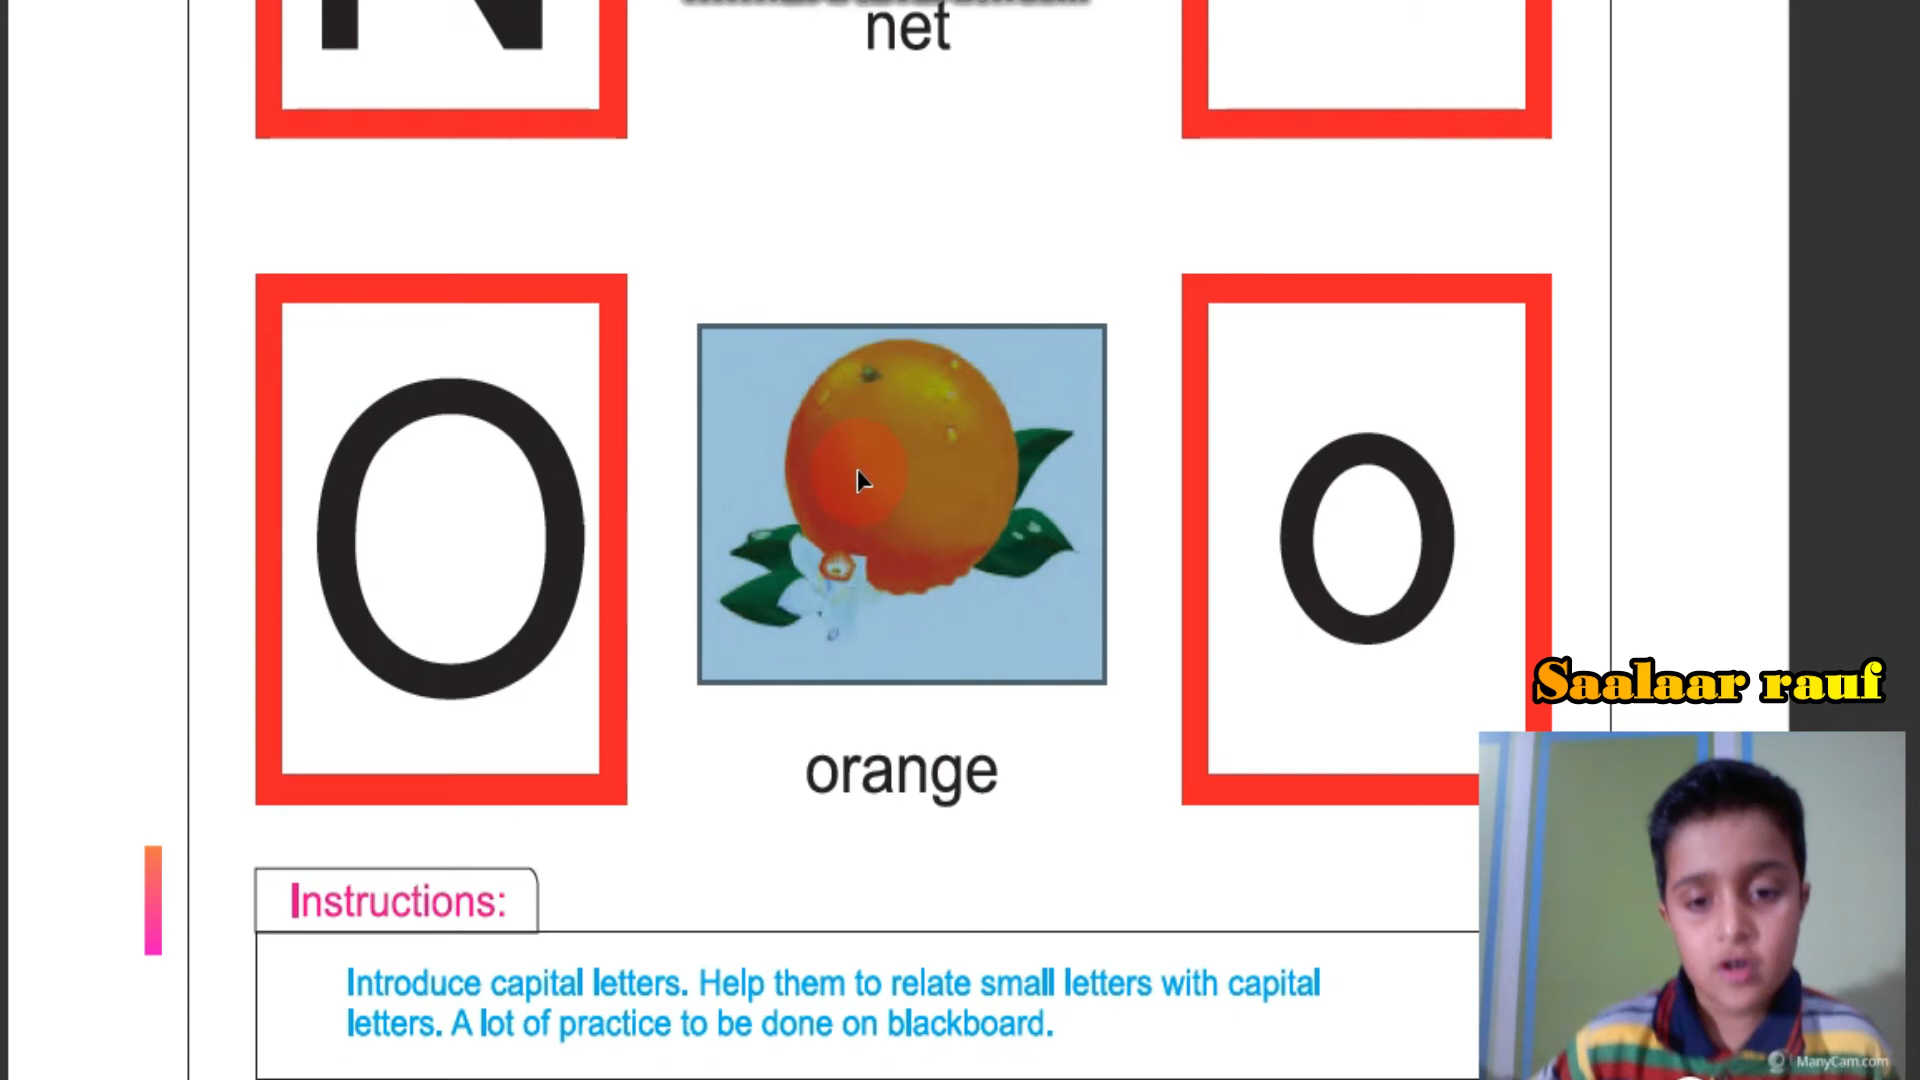 N
net
O
o
Saalaar rauf
orange
Instructions:
Introduce capital letters. Help them to relate small letters with capital
letters. A lot of practice to be done on blackboard.
ManyCam.com